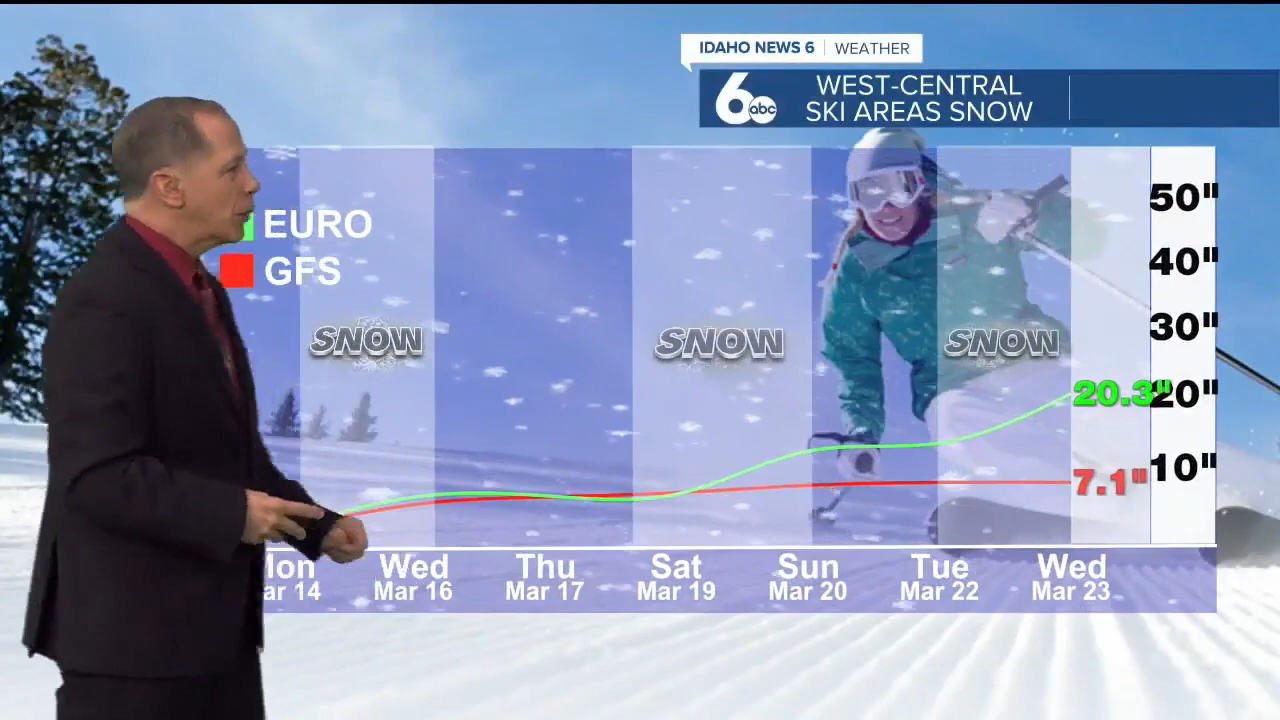 IDAHO NEWS 6 | WEATHER
6 abc
WEST-CENTRAL
SKI AREAS SNOW
EURO
GFS
SNOW
SNOW
SNOW
50"
40"
30"
20"
10"
20.3"
7.1"
Wed
Thu
Sat
Sun
Tue
Wed
Mar 16
Mar 17
Mar 19
Mar 20
Mar 22
Mar 23